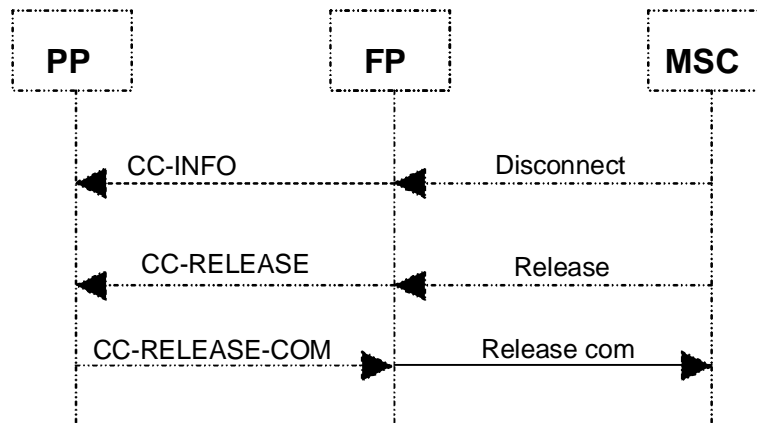 PP
FP
MSC
CC-INFO
Disconnect
CC-RELEASE
Release
CC-RELEASE-COM
Release com